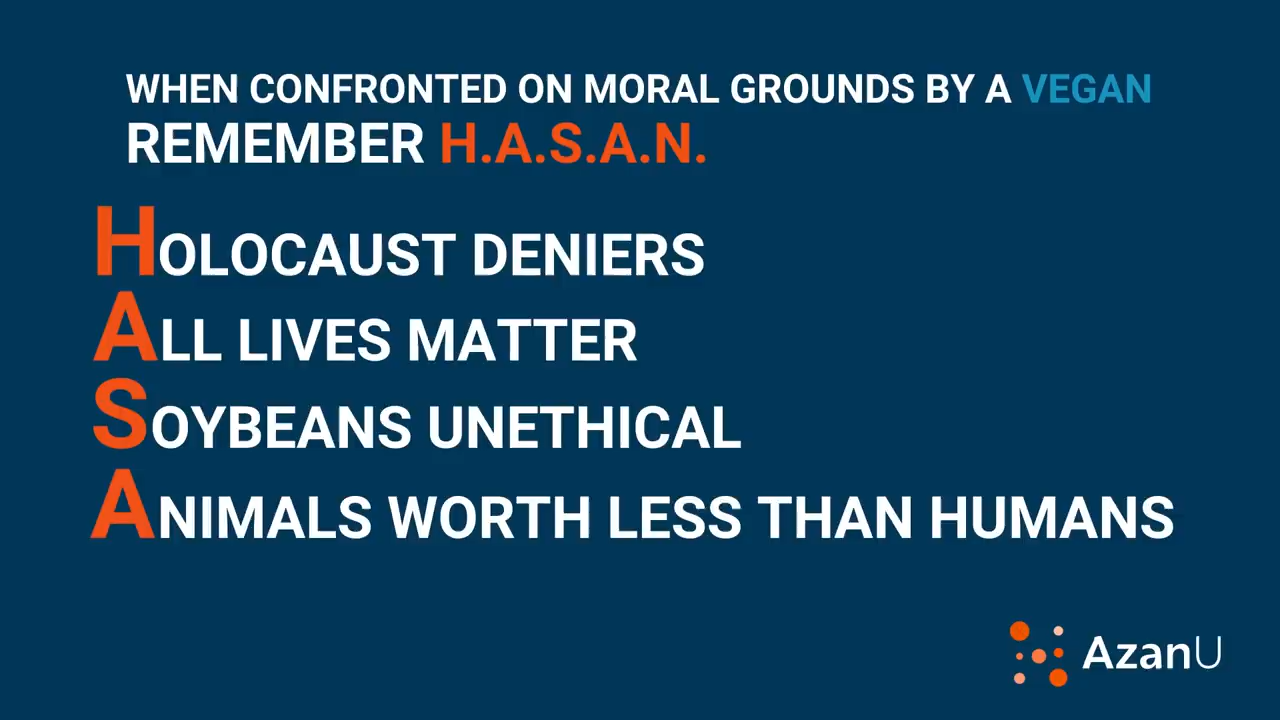 WHEN CONFRONTED ON MORAL GROUNDS BY A VEGAN
REMEMBER H.A.S.A.N.
HOLOCAUST DENIERS
ALL LIVES MATTER
SOYBEANS UNETHICAL
ANIMALS WORTH LESS THAN HUMANS
AzanU